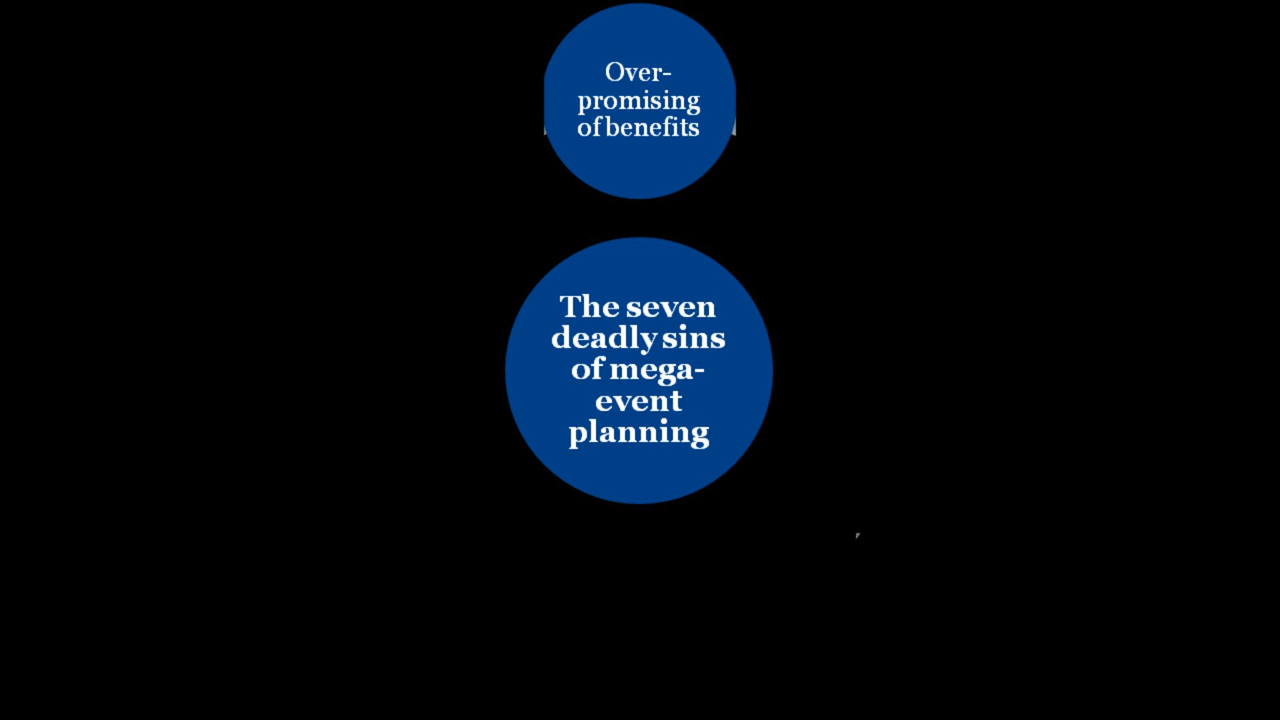 Over-
promising
of benefits
The seven
deadly sins
of mega-
event
planning